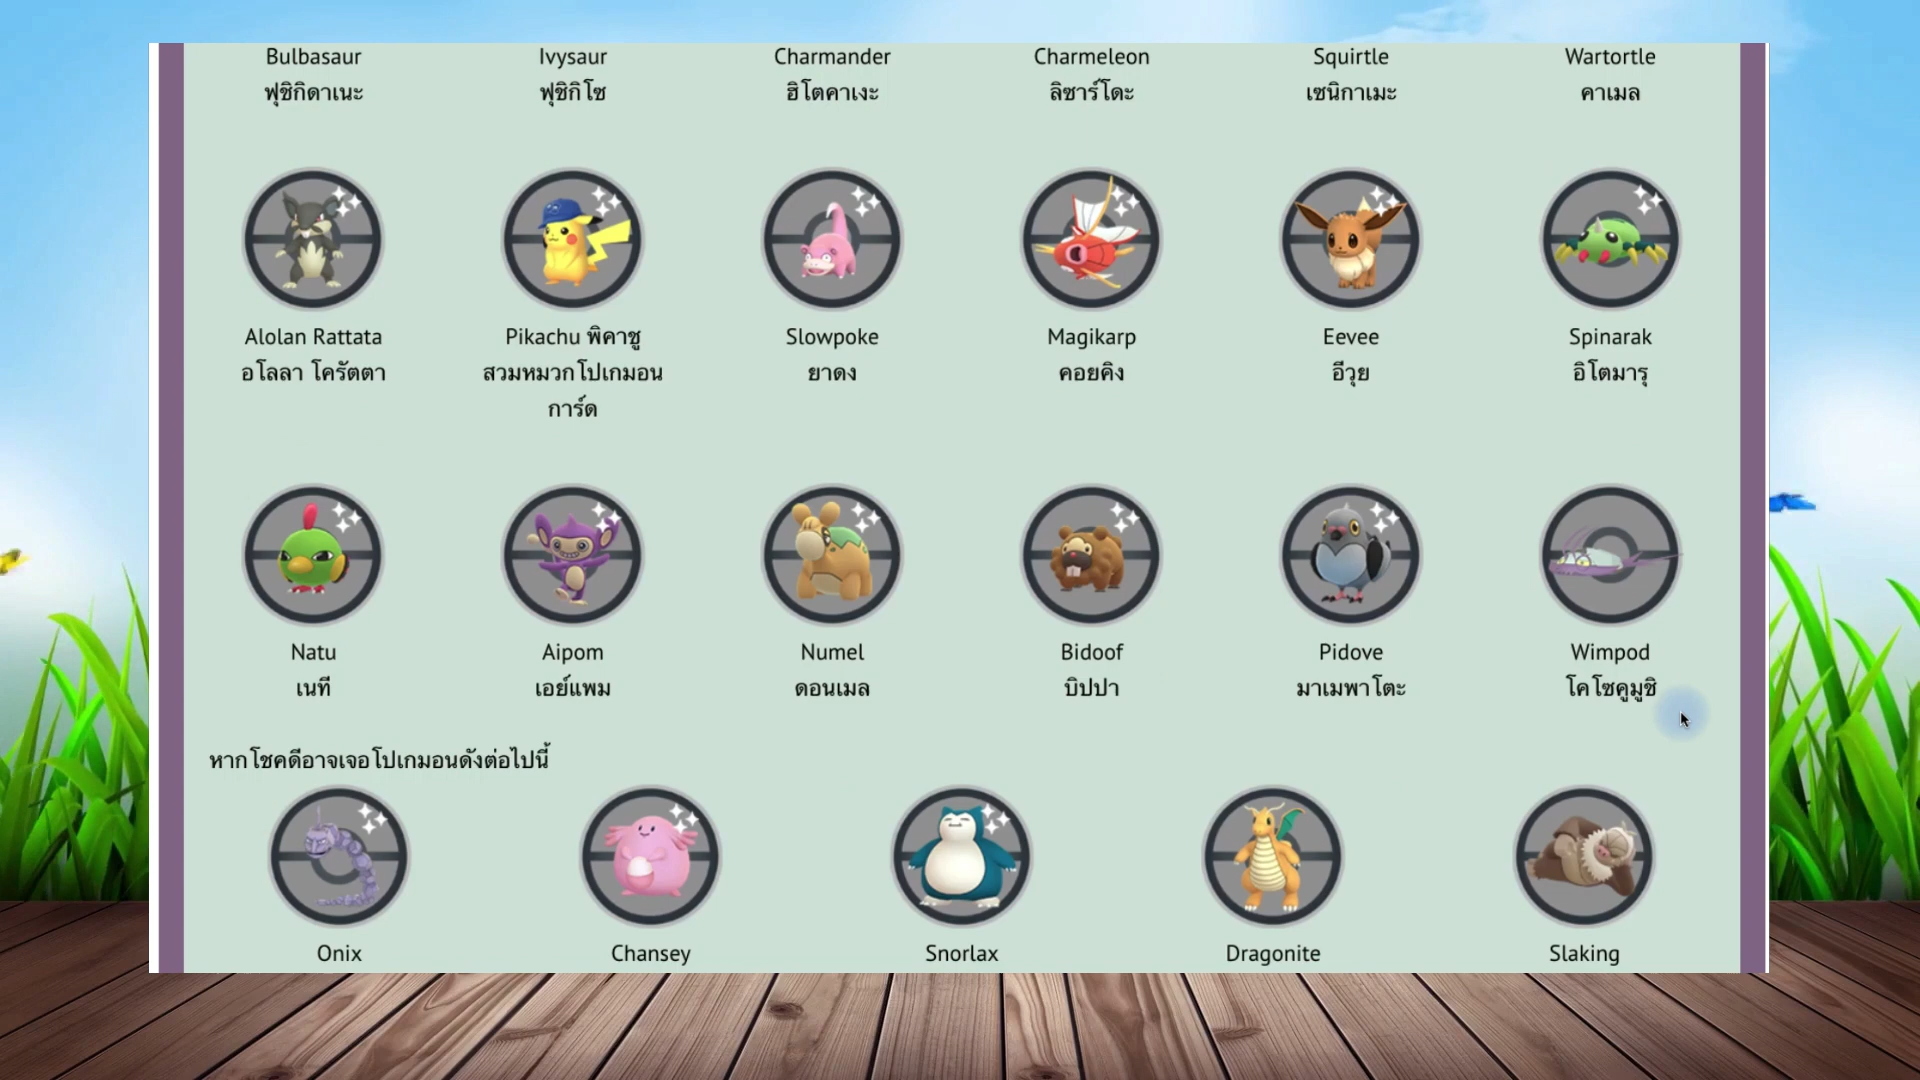 Bulbasaur
ฟุชิกิดาเนะ
Ivysaur
ฟุชิกิโซ
Charmander
ฮิโตคาเงะ
Charmeleon
ลิซาร์โดะ
Squirtle
เซนิกาเมะ
Wartortle
คาเมล
Alolan Rattata
อโลลา โครัตตา
Pikachu พิคาชู
สวมหมวกโปเกมอน
การ์ด
Slowpoke
ยาดง
Magikarp
คอยคิง
Eevee
อีวุย
Spinarak
อิโตมารุ
Natu
เนที
Aipom
เอย์แพม
Numel
ดอนเมล
Bidoof
บิปปา
Pidove
มาเมพาโตะ
Wimpod
โคโซคูมูชิ
หากโชคดีอาจเจอโปเกมอนดังต่อไปนี้
Onix
Chansey
Snorlax
Dragonite
Slaking